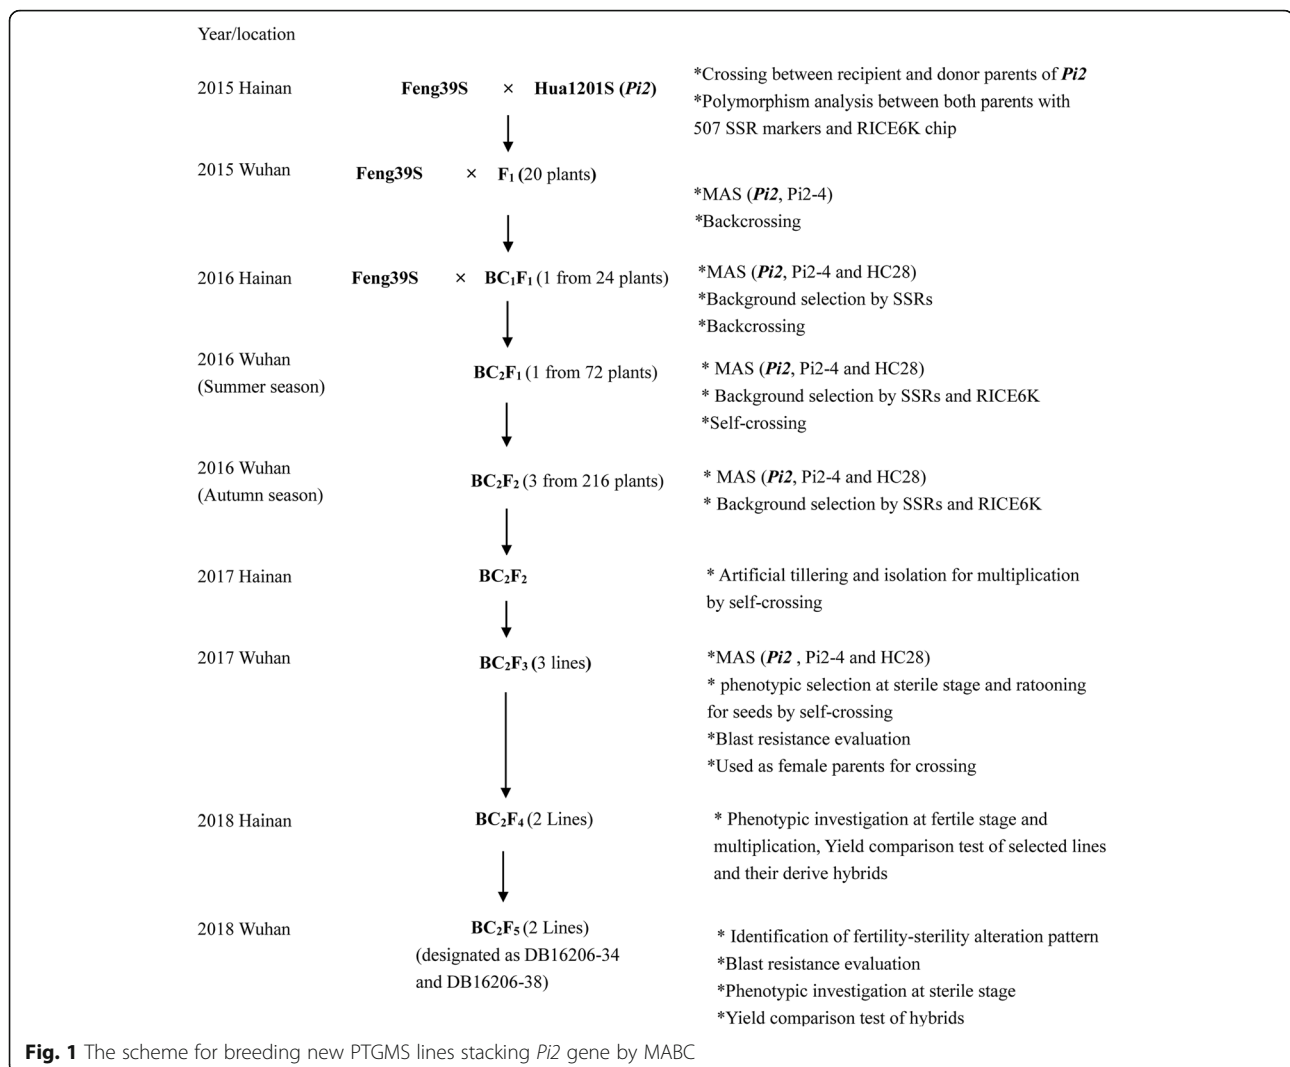 Year/location
2015 Hainan
Feng39S × Hua1201S (Pi2)
*Crossing between recipient and donor parents of Pi2
*Polymorphism analysis between both parents with
507 SSR markers and RICE6K chip
2015 Wuhan
Feng39S × F1 (20 plants)
*MAS (Pi2, Pi2-4)
*Backcrossing
2016 Hainan
Feng39S × BC1F1 (1 from 24 plants)
*MAS (Pi2, Pi2-4 and HC28)
*Background selection by SSRs
*Backcrossing
2016 Wuhan
(Summer season)
BC2F1 (1 from 72 plants)
* MAS (Pi2, Pi2-4 and HC28)
* Background selection by SSRs and RICE6K
*Self-crossing
2016 Wuhan
(Autumn season)
BC2F2 (3 from 216 plants)
* MAS (Pi2, Pi2-4 and HC28)
* Background selection by SSRs and RICE6K
2017 Hainan
BC2F2
* Artificial tillering and isolation for multiplication
by self-crossing
2017 Wuhan
BC2F3 (3 lines)
*MAS (Pi2 , Pi2-4 and HC28)
* phenotypic selection at sterile stage and ratooning
for seeds by self-crossing
*Blast resistance evaluation
*Used as female parents for crossing
2018 Hainan
BC2F4 (2 Lines)
* Phenotypic investigation at fertile stage and
multiplication, Yield comparison test of selected lines
and their derive hybrids
2018 Wuhan
BC2F5 (2 Lines)
(designated as DB16206-34
and DB16206-38)
* Identification of fertility-sterility alteration pattern
*Blast resistance evaluation
*Phenotypic investigation at sterile stage
*Yield comparison test of hybrids
Fig. 1 The scheme for breeding new PTGMS lines stacking Pi2 gene by MABC